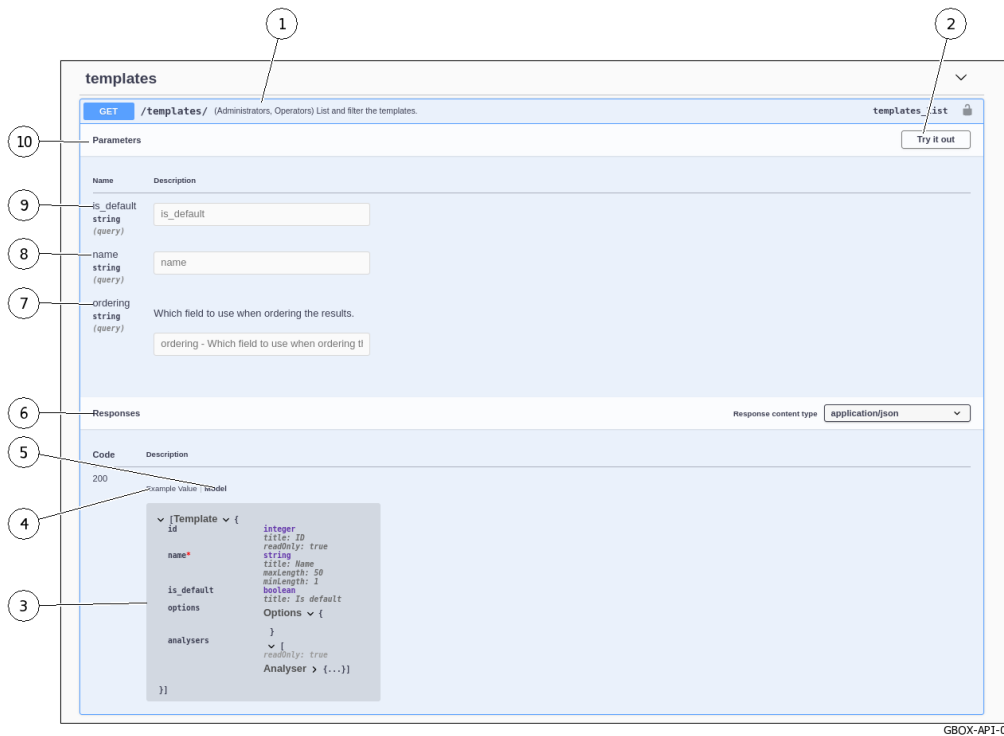 1
2
templates
GET /templates/ (Administrators, Operators) List and filter the templates. templates_list
10
Parameters
Try it out
Name Description
9
is_default
string
(query)
is_default
8
name
string
(query)
name
7
ordering
string
(query)
Which field to use when ordering the results.
ordering - Which field to use when ordering tl
6
Responses
Response content type application/json
5
Code Description
200
Example Value | Model
4
[Template {
id integer
title: ID
readOnly: true
name* string
title: Name
maxLength: 50
minLength: 1
is_default boolean
title: Is default
3
options Options {
}
analysers [
readOnly: true
Analyser > {...}]
}]
GBOX-API-0